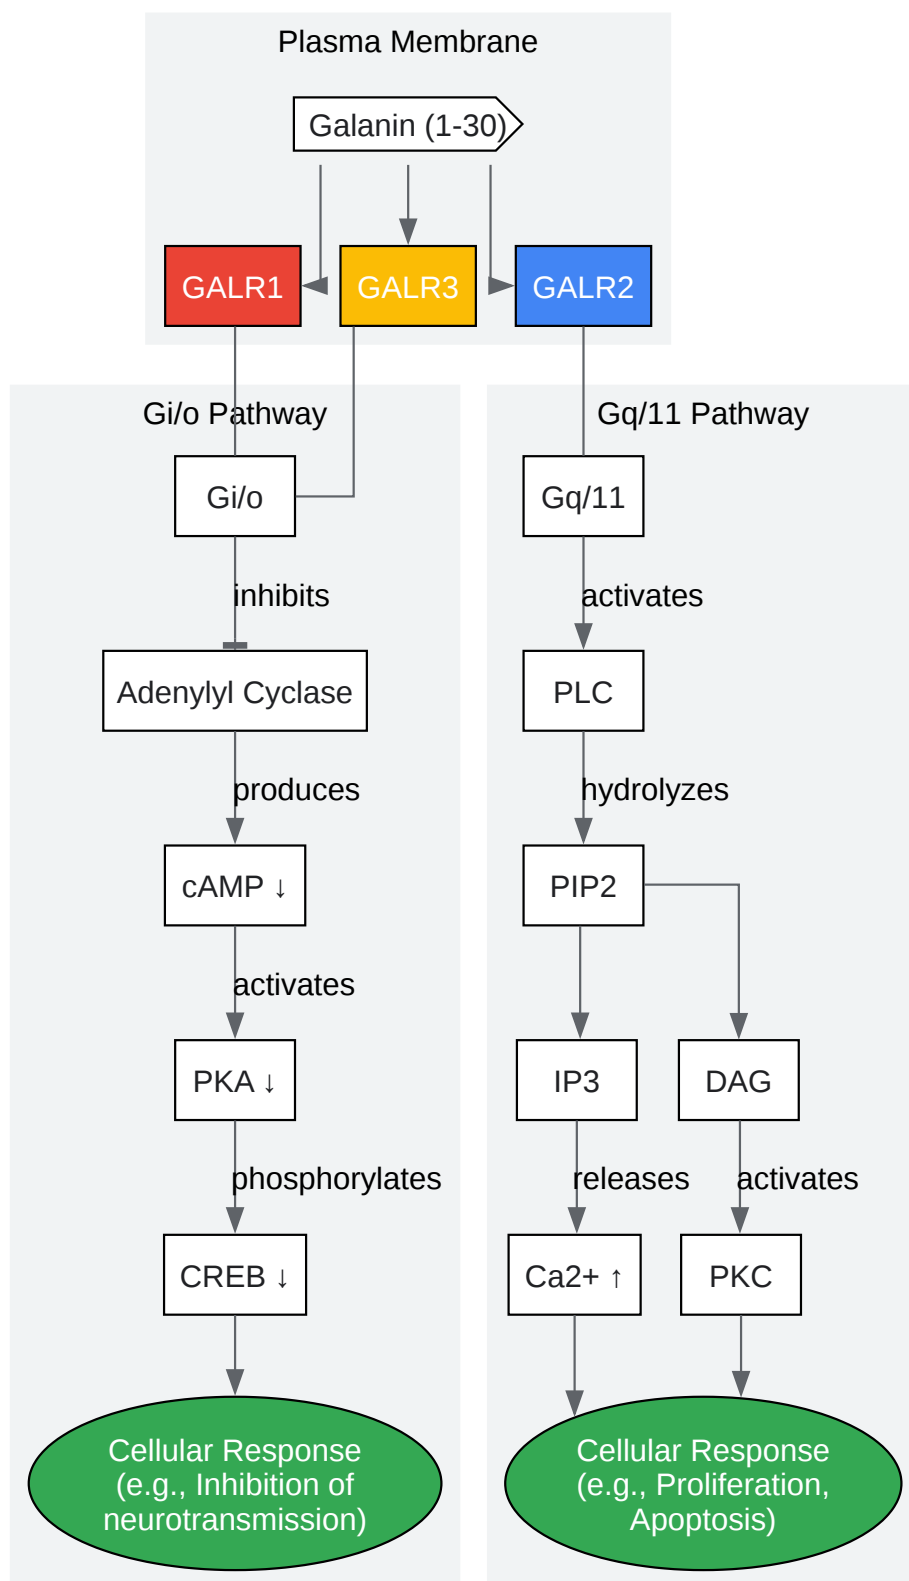 Plasma Membrane
Galanin (1-30)
GALR1
GALR3
GALR2
Gi/o Pathway
Gi/o
inhibits
Adenylyl Cyclase
produces
cAMP ↓
activates
PKA ↓
phosphorylates
CREB ↓
Cellular Response
(e.g., Inhibition of
neurotransmission)
Gq/11 Pathway
Gq/11
activates
PLC
hydrolyzes
PIP2
IP3
DAG
releases
activates
Ca2+ ↑
PKC
Cellular Response
(e.g., Proliferation,
Apoptosis)